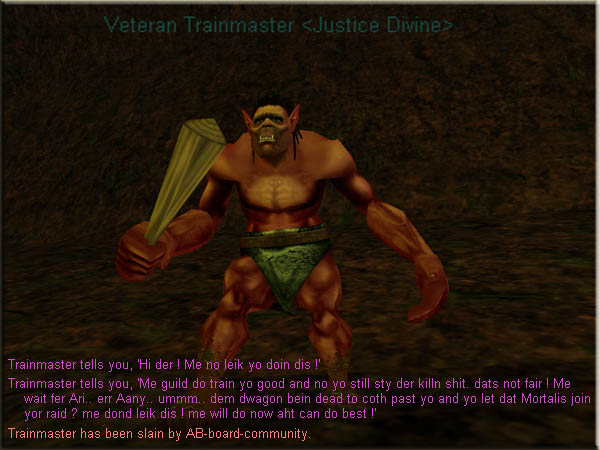 Veteran Trainmaster <Justice Divine>
Trainmaster tells you, 'Hi der ! Me no leik yo doin dis !'
Trainmaster tells you, 'Me guild do train yo good and no yo still sty der killn shit. dats not fair ! Me
wait fer Ari.. err Aany.. ummm.. dem dwagon bein dead to coth past yo and yo let dat Mortalis join
yor raid ? me dond leik dis ! me will do now aht can do best !'
Trainmaster has been slain by AB-board-community.